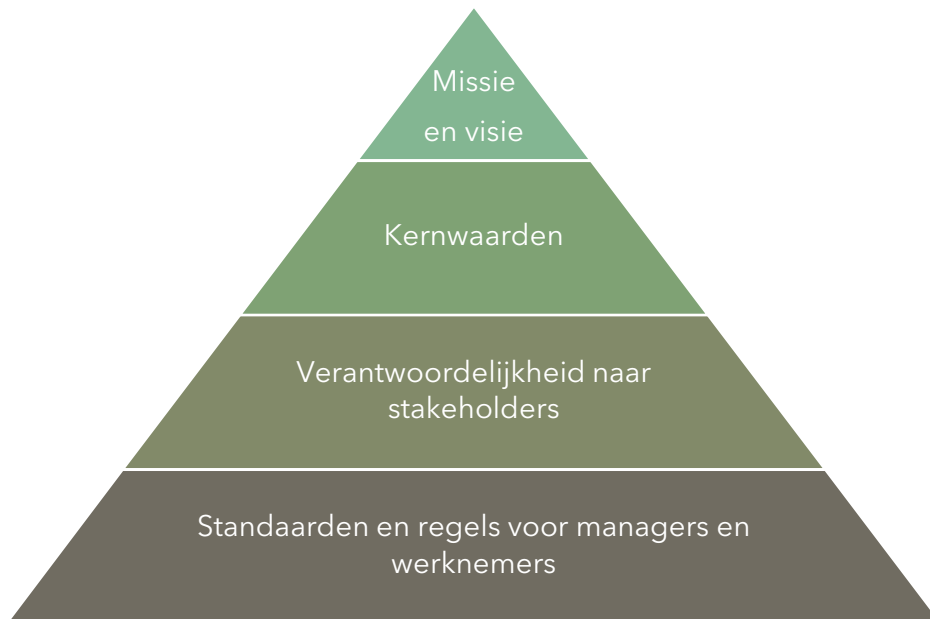 Missie
en visie
Kernwaarden
Verantwoordelijkheid naar
stakeholders
Standaarden en regels voor managers en
werknemers